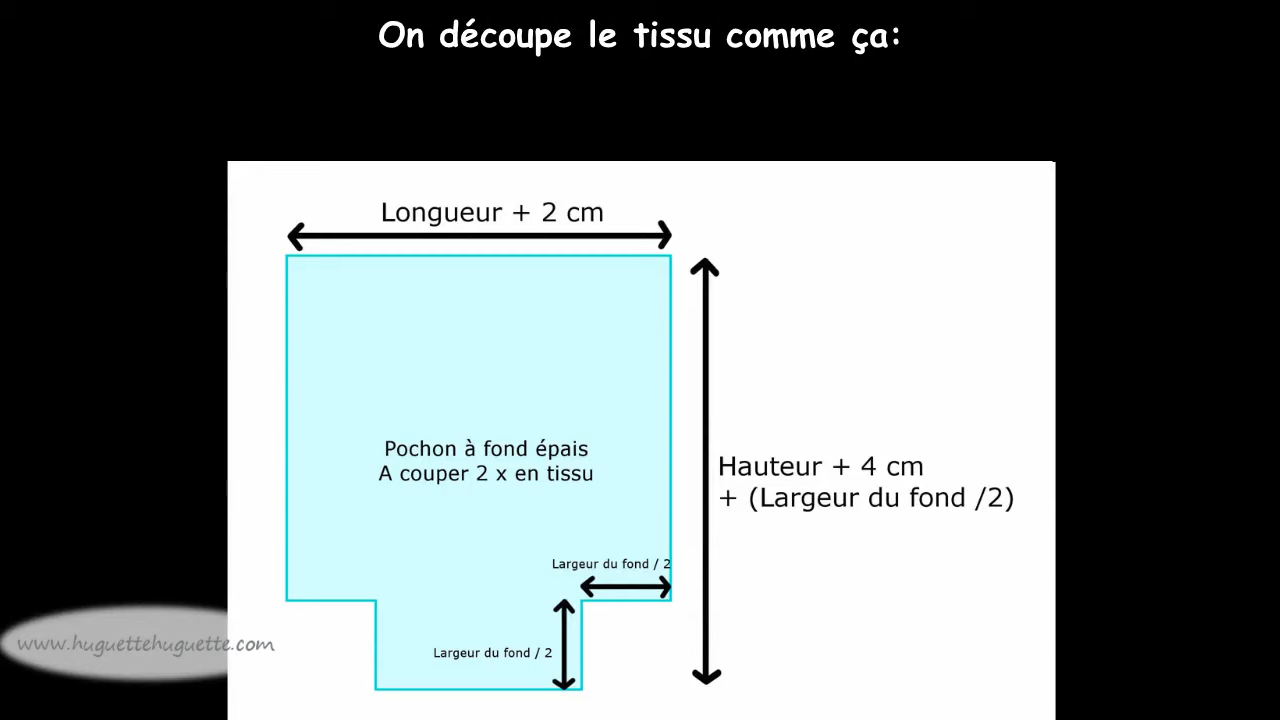 On découpe le tissu comme ça:
Longueur + 2 cm
Pochon à fond épais
A couper 2 x en tissu
Hauteur + 4 cm
+ (Largeur du fond /2)
Largeur du fond / 2
Largeur du fond / 2
www.huguettehuguette.com